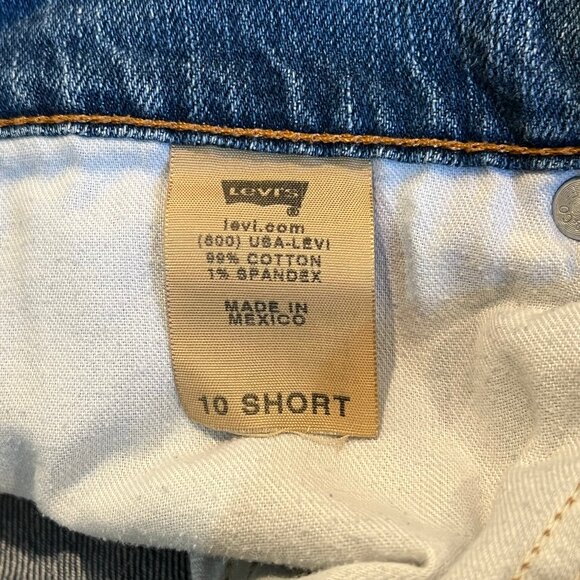 Levi's
®
levi.com
(800) USA-LEVI
99% COTTON
1% SPANDEX
MADE IN
MEXICO
10 SHORT